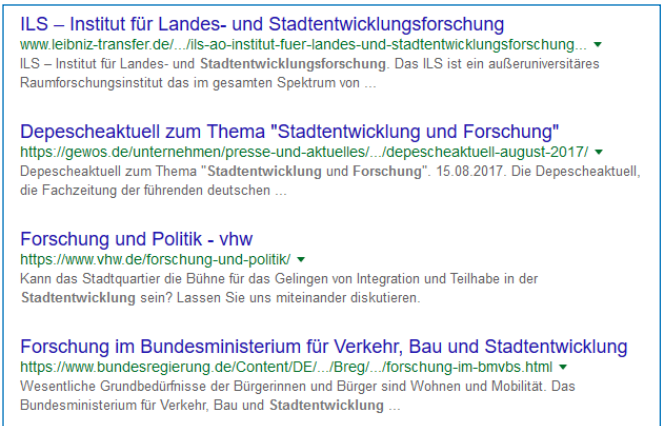 ILS – Institut für Landes- und Stadtentwicklungsforschung
www.leibniz-transfer.de/.../ils-ao-institut-fuer-landes-und-stadtentwicklungsforschung...
ILS – Institut für Landes- und Stadtentwicklungsforschung. Das ILS ist ein außeruniversitäres
Raumforschungsinstitut das im gesamten Spektrum von ...
Depescheaktuell zum Thema "Stadtentwicklung und Forschung"
https://gewos.de/unternehmen/presse-und-aktuelles/.../depescheaktuell-august-2017/
Depescheaktuell zum Thema "Stadtentwicklung und Forschung". 15.08.2017. Die Depescheaktuell,
die Fachzeitung der führenden deutschen ...
Forschung und Politik - vhw
https://www.vhw.de/forschung-und-politik/
Kann das Stadtquartier die Bühne für das Gelingen von Integration und Teilhabe in der
Stadtentwicklung sein? Lassen Sie uns miteinander diskutieren.
Forschung im Bundesministerium für Verkehr, Bau und Stadtentwicklung
https://www.bundesregierung.de/Content/DE/.../Breg/.../forschung-im-bmvbs.html
Wesentliche Grundbedürfnisse der Bürgerinnen und Bürger sind Wohnen und Mobilität. Das
Bundesministerium für Verkehr, Bau und Stadtentwicklung ...